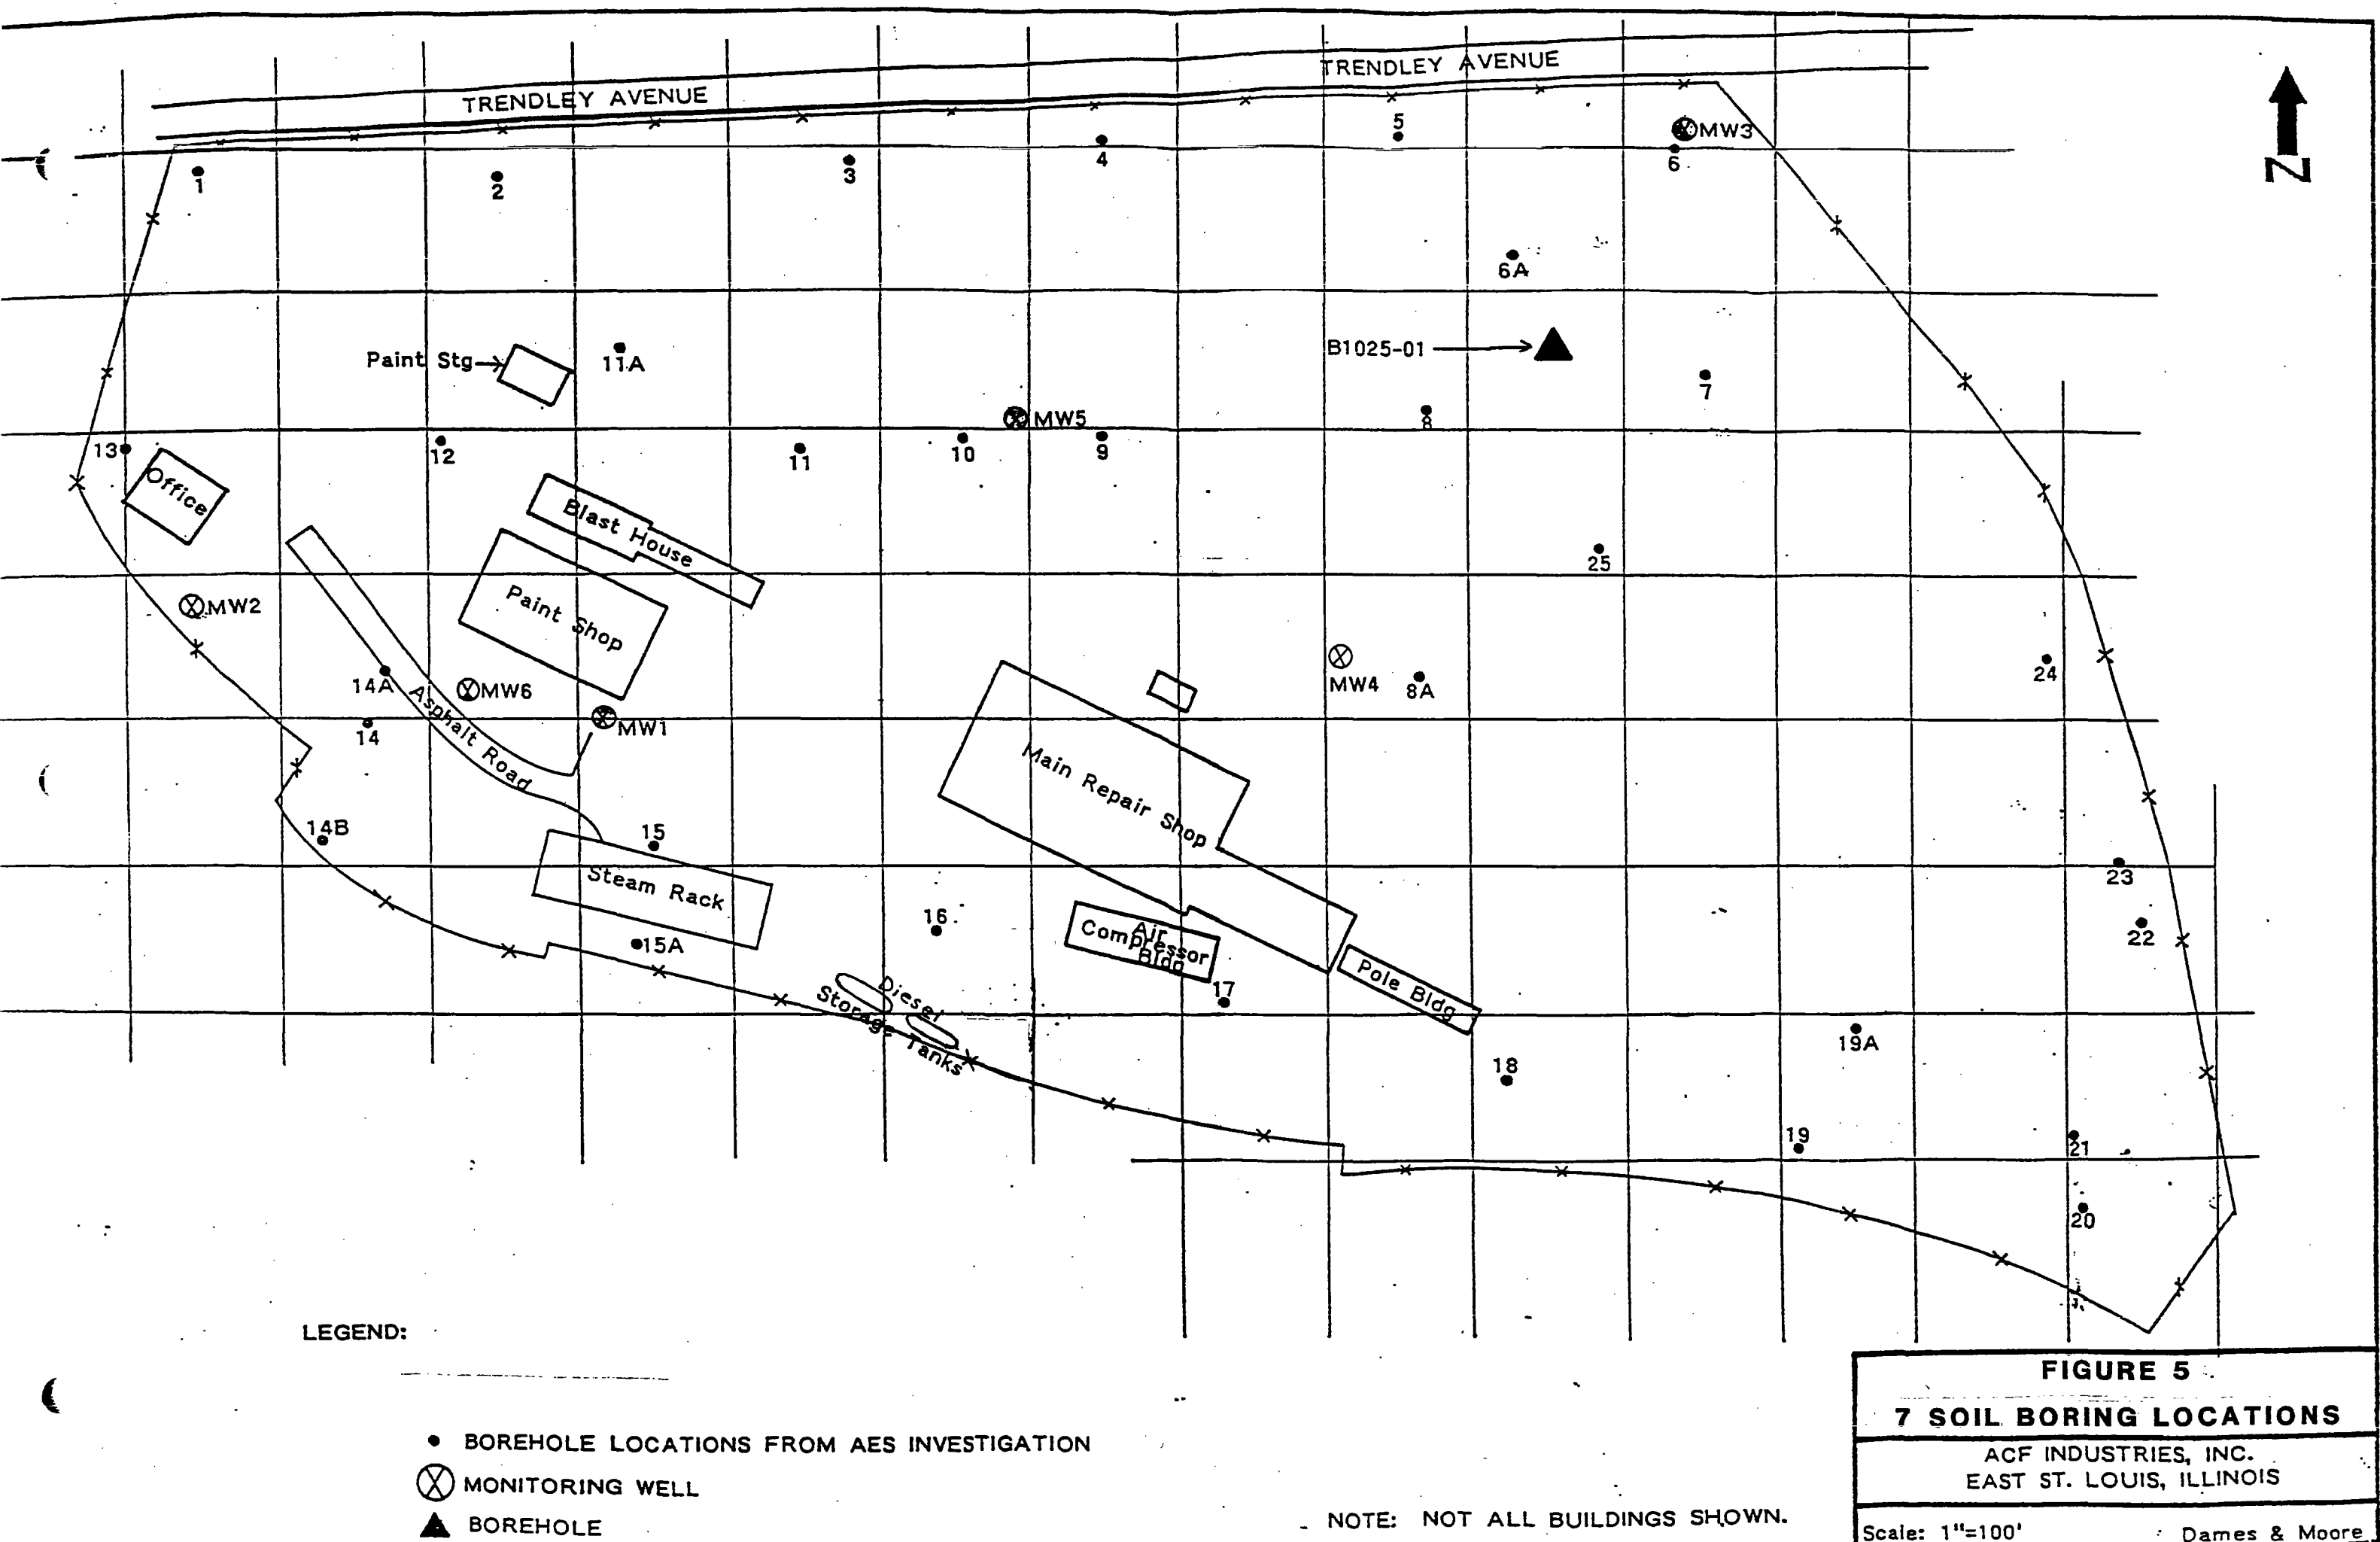 TRENDLEY AVENUE
TRENDLEY AVENUE
N
1
2
3
4
5
MW3
6
6A
Paint Stg
11A
B1025-01
7
8
MW5
9
10
11
12
13
Office
Blast House
Paint Shop
25
MW2
14A
MW6
MW1
14
Asphalt Road
MW4
8A
24
Main Repair Shop
14B
15
Steam Rack
15A
16
Air
Compressor
Bldg
17
Pole Bldg
23
22
Diesel
Storage Tanks
18
19A
19
21
20
LEGEND:
BOREHOLE LOCATIONS FROM AES INVESTIGATION
MONITORING WELL
BOREHOLE
NOTE: NOT ALL BUILDINGS SHOWN.
FIGURE 5
7 SOIL BORING LOCATIONS
ACF INDUSTRIES, INC.
EAST ST. LOUIS, ILLINOIS
Scale: 1"=100' Dames & Moore